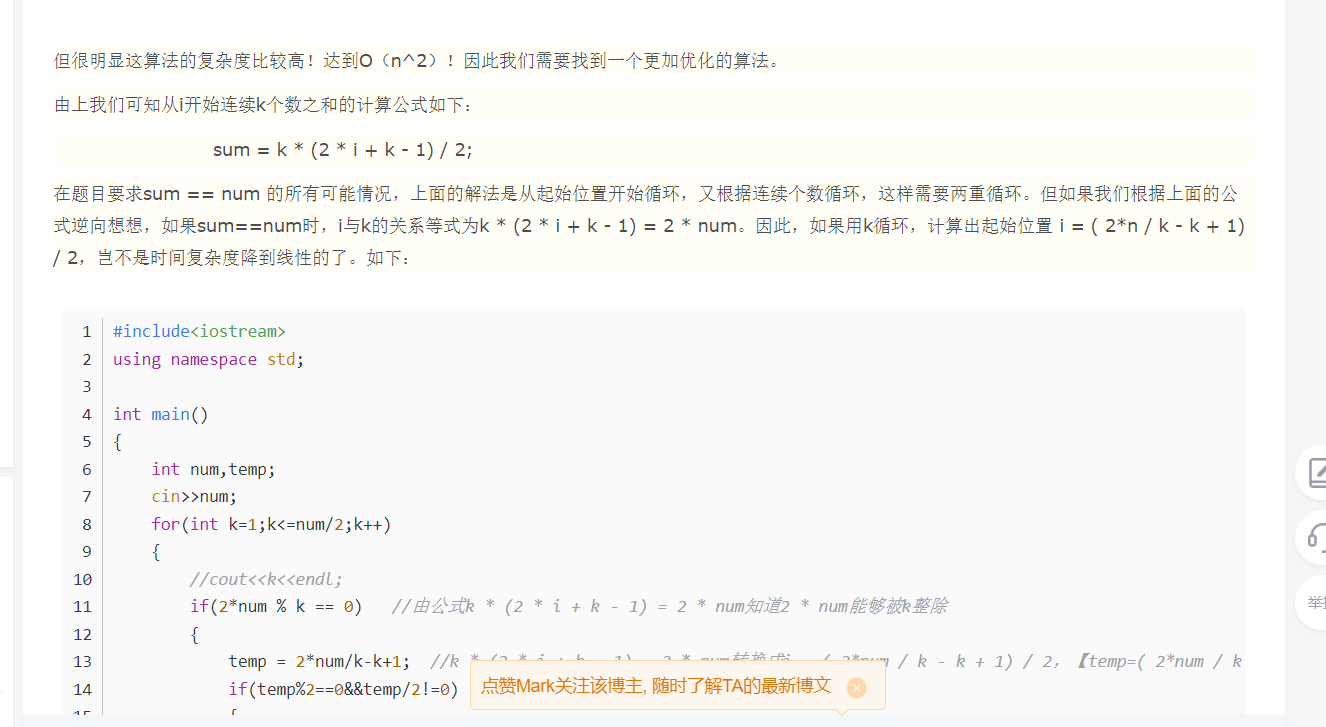 但很明显这算法的复杂度比较高！达到O（n^2）！因此我们需要找到一个更加优化的算法。
由上我们可知从i开始连续k个数之和的计算公式如下：
sum = k * (2 * i + k - 1) / 2;
在题目要求sum == num 的所有可能情况，上面的解法是从起始位置开始循环，又根据连续个数循环，这样需要两重循环。但如果我们根据上面的公
式逆向想想，如果sum==num时，i与k的关系等式为k * (2 * i + k - 1) = 2 * num。因此，如果用k循环，计算出起始位置 i = ( 2*n / k - k + 1)
/ 2，岂不是时间复杂度降到线性的了。如下：
1 #include<iostream>
2 using namespace std;
3
4 int main()
5 {
6 int num,temp;
7 cin>>num;
8 for(int k=1;k<=num/2;k++)
9 {
10 //cout<<k<<endl;
11 if(2*num % k == 0) //由公式k * (2 * i + k - 1) = 2 * num知道2 * num能够被k整除
12 {
13 temp = 2*num/k-k+1; //k * (2 * i + k - 1) = 2 * num转换成i = ( 2*num / k - k + 1) / 2，【temp=( 2*num / k
14 if(temp%2==0&&temp/2!=0)
15 {
点赞Mark关注该博主, 随时了解TA的最新博文
举